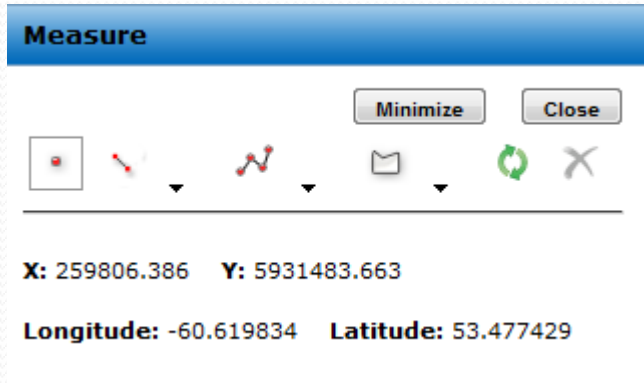 Measure
Minimize Close
X: 259806.386 Y: 5931483.663
Longitude: -60.619834 Latitude: 53.477429